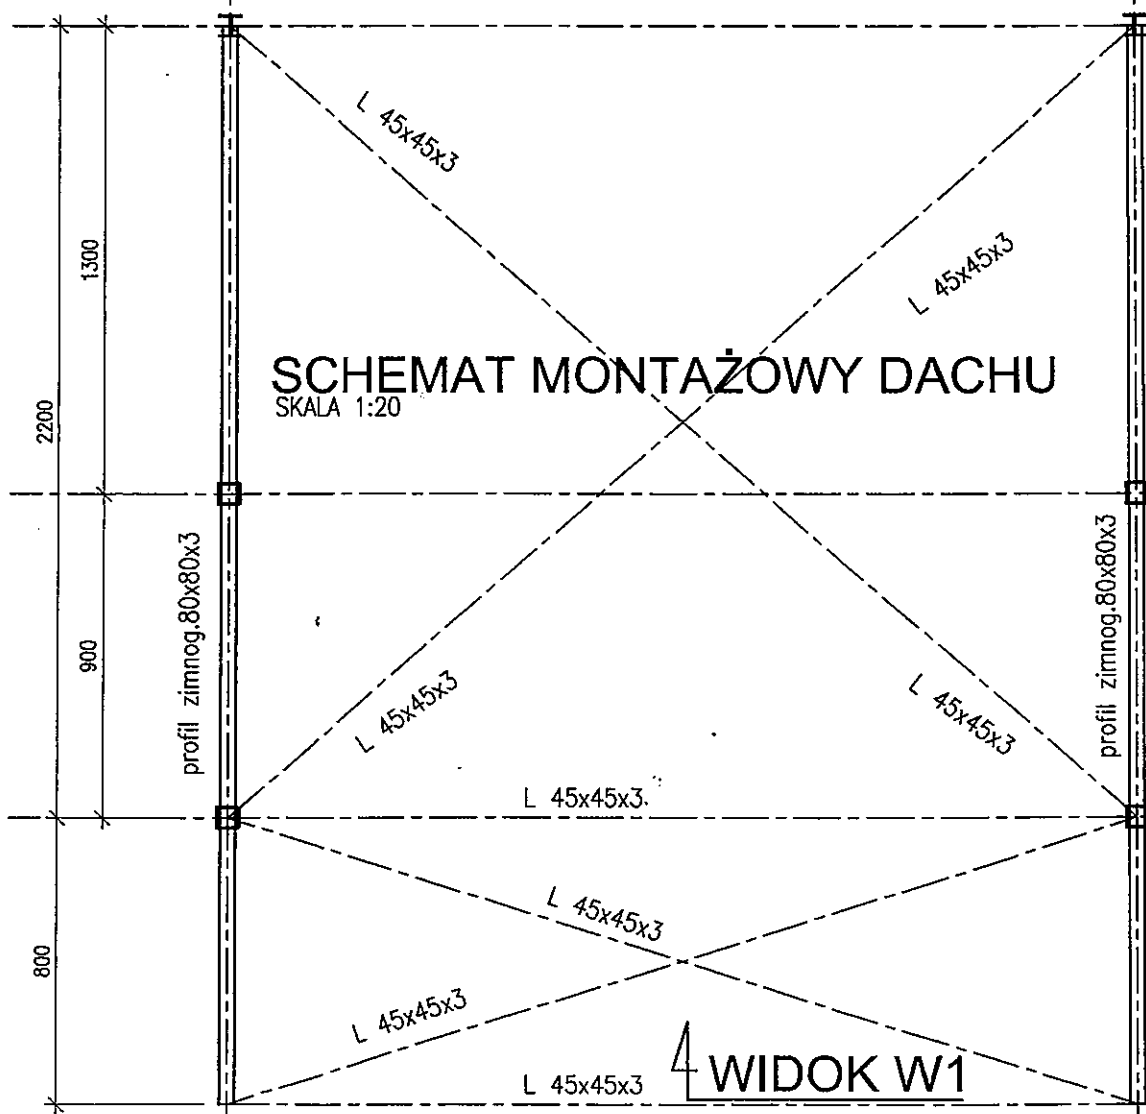 L 45x45x3
L 45x45x3
1300
SCHEMAT MONTAŻOWY DACHU
SKALA 1:20
2200
profil zimnog.80x80x3
profil zimnog.80x80x3
900
L 45x45x3
L 45x45x3
L 45x45x3
L 45x45x3
800
L 45x45x3
WIDOK W1
L 45x45x3